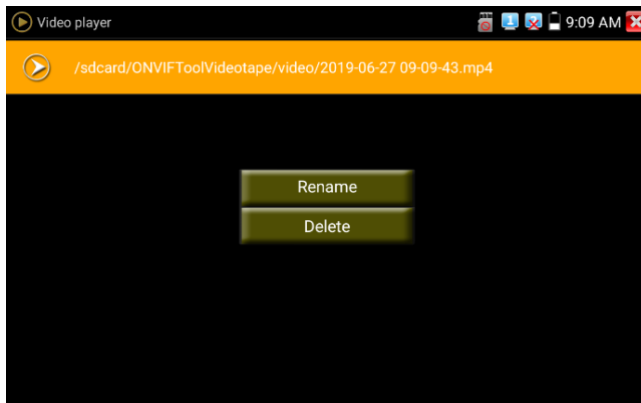 Video player
9:09 AM
/sdcard/ONVIFToolVideotape/video/2019-06-27 09-09-43.mp4
Rename
Delete